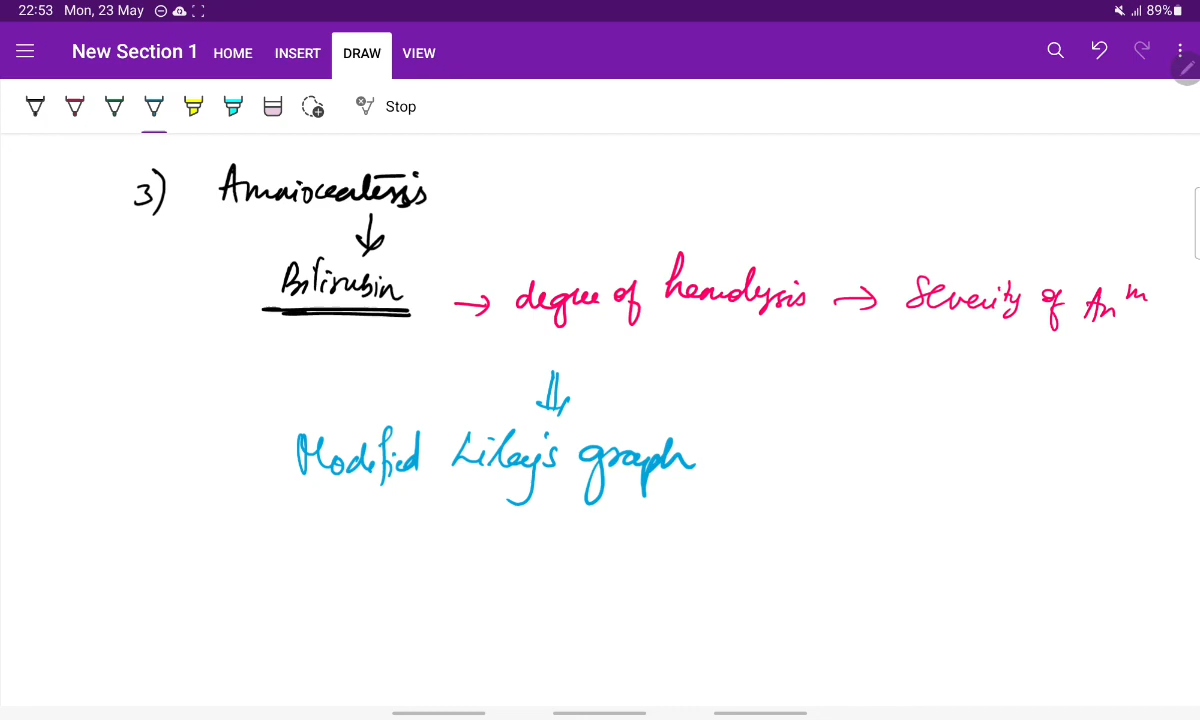 22:53 Mon, 23 May 89%
New Section 1 HOME INSERT DRAW VIEW
Stop
3) Amniocentesis
↓
Bilirubin → degree of hemolysis → Severity of An^m
⇓
Modified Liley's graph